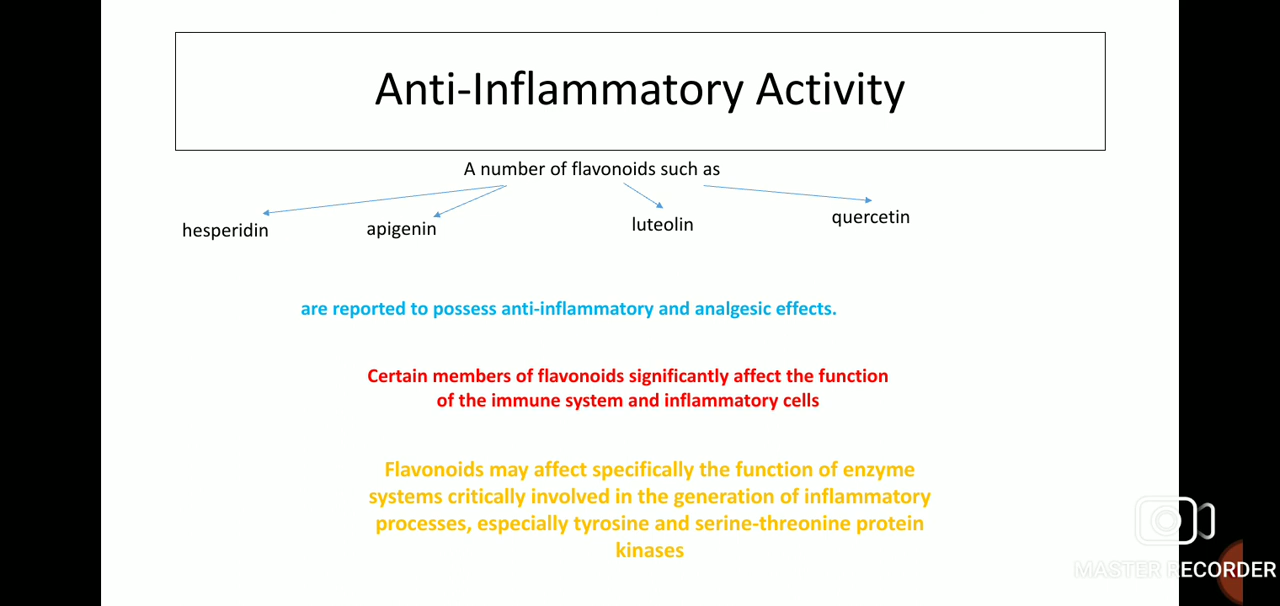 Anti-Inflammatory Activity
A number of flavonoids such as
hesperidin
apigenin
luteolin
quercetin
are reported to possess anti-inflammatory and analgesic effects.
Certain members of flavonoids significantly affect the function
of the immune system and inflammatory cells
Flavonoids may affect specifically the function of enzyme
systems critically involved in the generation of inflammatory
processes, especially tyrosine and serine-threonine protein
kinases
MASTER RECORDER